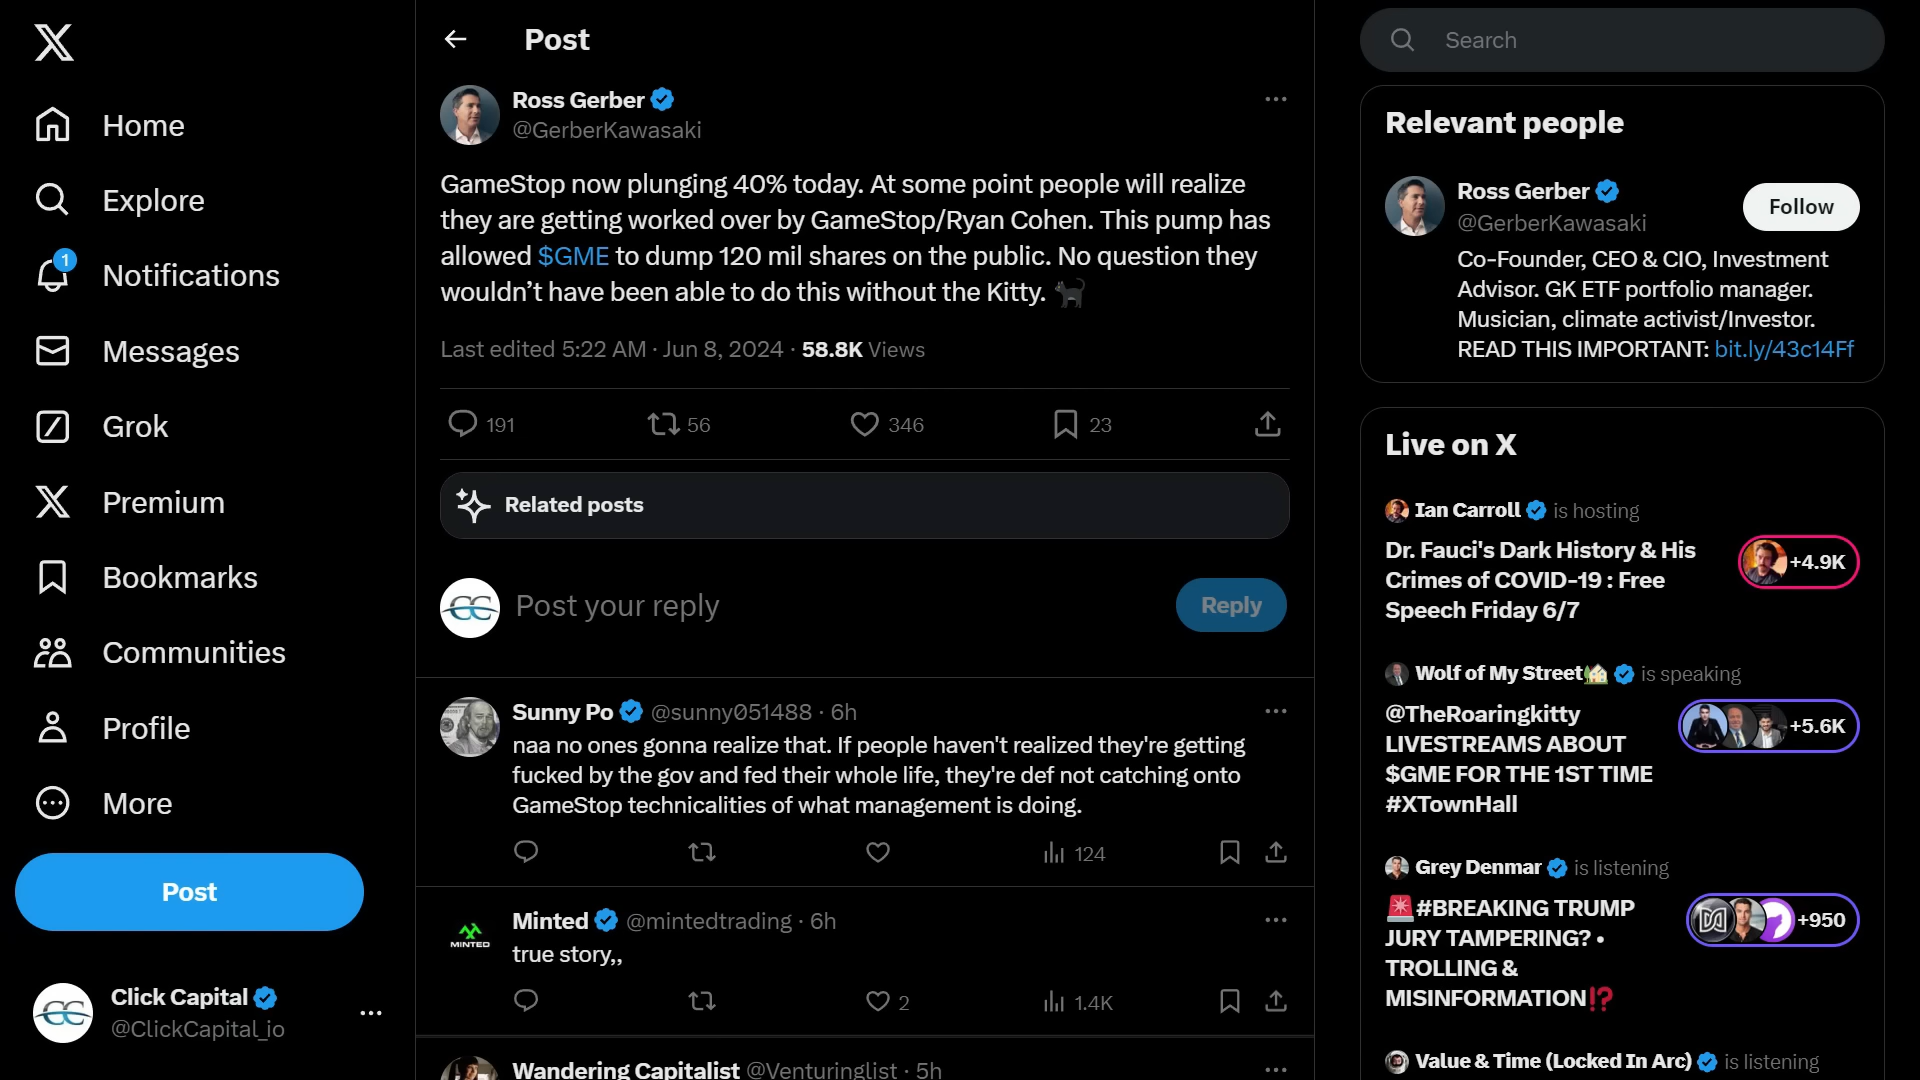 Home
Explore
1
Notifications
Messages
Grok
Premium
Bookmarks
Communities
Profile
More
Post
Click Capital
@ClickCapital_io
Post
Ross Gerber
@GerberKawasaki
GameStop now plunging 40% today. At some point people will realize
they are getting worked over by GameStop/Ryan Cohen. This pump has
allowed $GME to dump 120 mil shares on the public. No question they
wouldn’t have been able to do this without the Kitty. 🐈‍⬛
Last edited 5:22 AM · Jun 8, 2024 · 58.8K Views
191 56 346 23
Related posts
Post your reply
Reply
Sunny Po @sunny051488 · 6h
naa no ones gonna realize that. If people haven't realized they're getting
fucked by the gov and fed their whole life, they're def not catching onto
GameStop technicalities of what management is doing.
124
Minted @mintedtrading · 6h
MINTED
true story,,
2 1.4K
Wandering Capitalist @Venturinglist · 5h
Search
Relevant people
Ross Gerber
@GerberKawasaki
Follow
Co-Founder, CEO & CIO, Investment
Advisor. GK ETF portfolio manager.
Musician, climate activist/Investor.
READ THIS IMPORTANT: bit.ly/43c14Ff
Live on X
Ian Carroll is hosting
Dr. Fauci's Dark History & His
Crimes of COVID-19 : Free
Speech Friday 6/7
+4.9K
Wolf of My Street🏡 is speaking
@TheRoaringkitty
LIVESTREAMS ABOUT
$GME FOR THE 1ST TIME
#XTownHall
+5.6K
Grey Denmar is listening
🚨#BREAKING TRUMP
JURY TAMPERING? •
TROLLING &
MISINFORMATION⁉️
+950
Value & Time (Locked In Arc) is listening